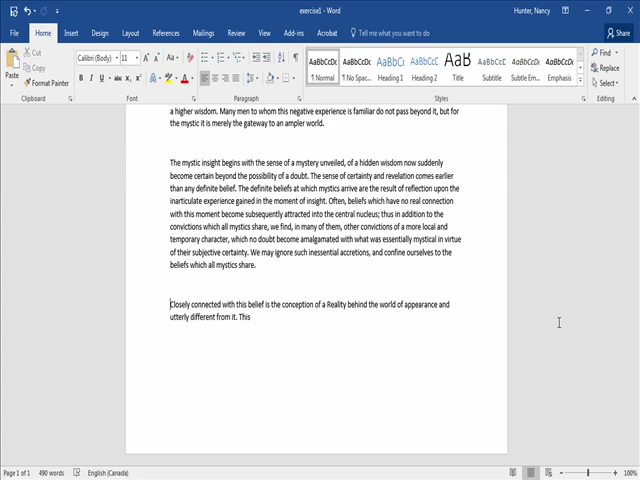 exercise1 - Word
Hunter, Nancy
File Home Insert Design Layout References Mailings Review View Add-ins Acrobat Tell me what you want to do Share
Paste
Cut
Copy
Format Painter
Clipboard
Calibri (Body) 11 Aa
B I U abc X₂ X² A A
Font
Paragraph
AaBbCcDc AaBbCcDc AaBbC AaBbCc AaB AaBbCcD AaBbCcDc AaBbCcDc
¶ Normal ¶ No Spac... Heading 1 Heading 2 Title Subtitle Subtle Em... Emphasis
Styles
Find
Replace
Select
Editing
a higher wisdom. Many men to whom this negative experience is familiar do not pass beyond it, but for
the mystic it is merely the gateway to an ampler world.
The mystic insight begins with the sense of a mystery unveiled, of a hidden wisdom now suddenly
become certain beyond the possibility of a doubt. The sense of certainty and revelation comes earlier
than any definite belief. The definite beliefs at which mystics arrive are the result of reflection upon the
inarticulate experience gained in the moment of insight. Often, beliefs which have no real connection
with this moment become subsequently attracted into the central nucleus; thus in addition to the
convictions which all mystics share, we find, in many of them, other convictions of a more local and
temporary character, which no doubt become amalgamated with what was essentially mystical in virtue
of their subjective certainty. We may ignore such inessential accretions, and confine ourselves to the
beliefs which all mystics share.
Closely connected with this belief is the conception of a Reality behind the world of appearance and
utterly different from it. This
Page 1 of 1 490 words English (Canada) 100%